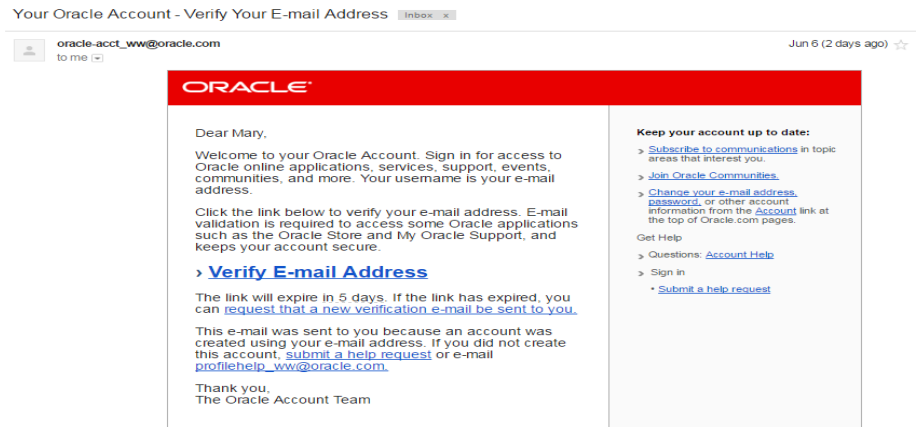 Your Oracle Account - Verify Your E-mail Address Inbox x
oracle-acct_ww@oracle.com
Jun 6 (2 days ago)
to me
ORACLE
Dear Mary,
Welcome to your Oracle Account. Sign in for access to
Oracle online applications, services, support, events,
communities, and more. Your username is your e-mail
address.
Click the link below to verify your e-mail address. E-mail
validation is required to access some Oracle applications
such as the Oracle Store and My Oracle Support, and
keeps your account secure.
› Verify E-mail Address
The link will expire in 5 days. If the link has expired, you
can request that a new verification e-mail be sent to you.
This e-mail was sent to you because an account was
created using your e-mail address. If you did not create
this account, submit a help request or e-mail
profilehelp_ww@oracle.com.
Thank you,
The Oracle Account Team
Keep your account up to date:
Subscribe to communications in topic
areas that interest you.
Join Oracle Communities.
Change your e-mail address,
password, or other account
information from the Account link at
the top of Oracle.com pages.
Get Help
Questions: Account Help
Sign in
• Submit a help request